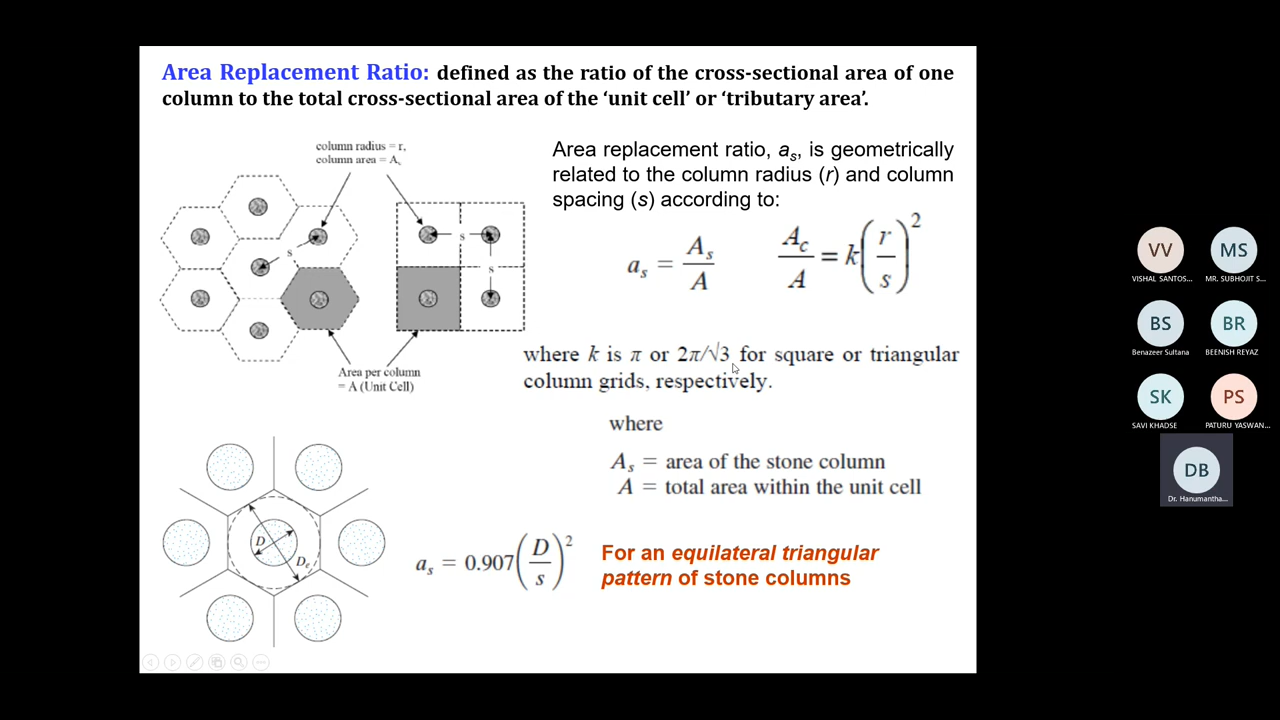 Area Replacement Ratio: defined as the ratio of the cross-sectional area of one
column to the total cross-sectional area of the ‘unit cell’ or ‘tributary area’.
column radius = r,
column area = Aₛ
s
s
s
Area per column
= A (Unit Cell)
Area replacement ratio, aₛ, is geometrically
related to the column radius (r) and column
spacing (s) according to:
aₛ = Aₛ/A
A_c/A = k(r/s)²
where k is π or 2π/√3 for square or triangular
column grids, respectively.
where
Aₛ = area of the stone column
A = total area within the unit cell
D
Dₑ
aₛ = 0.907(D/s)²
For an equilateral triangular
pattern of stone columns
VV
VISHAL SANTOS...
MS
MR. SUBHOJIT S...
BS
Benazeer Sultana
BR
BEENISH REYAZ
SK
SAVI KHADSE
PS
PATURU YASWAN...
DB
Dr. Hanumantha...